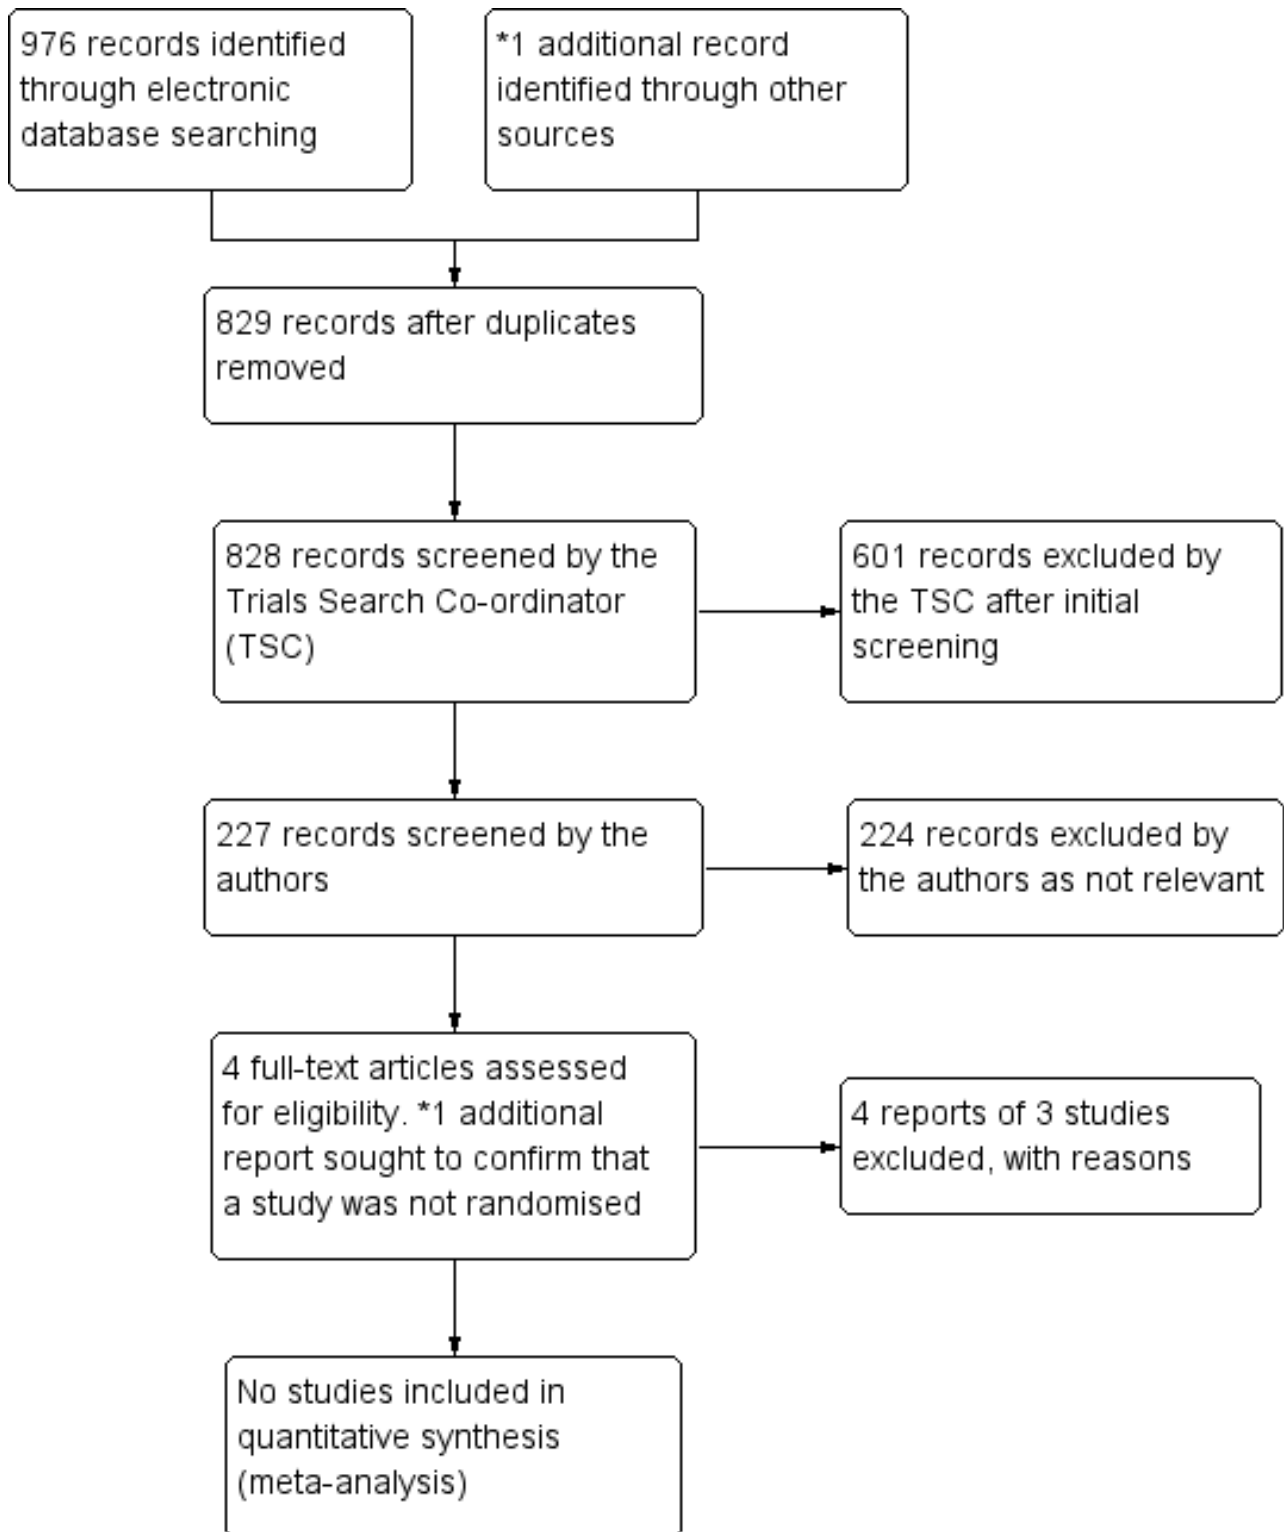 976 records identified
through electronic
database searching
*1 additional record
identified through other
sources
829 records after duplicates
removed
828 records screened by the
Trials Search Co-ordinator
(TSC)
601 records excluded by
the TSC after initial
screening
227 records screened by the
authors
224 records excluded by
the authors as not relevant
4 full-text articles assessed
for eligibility. *1 additional
report sought to confirm that
a study was not randomised
4 reports of 3 studies
excluded, with reasons
No studies included in
quantitative synthesis
(meta-analysis)